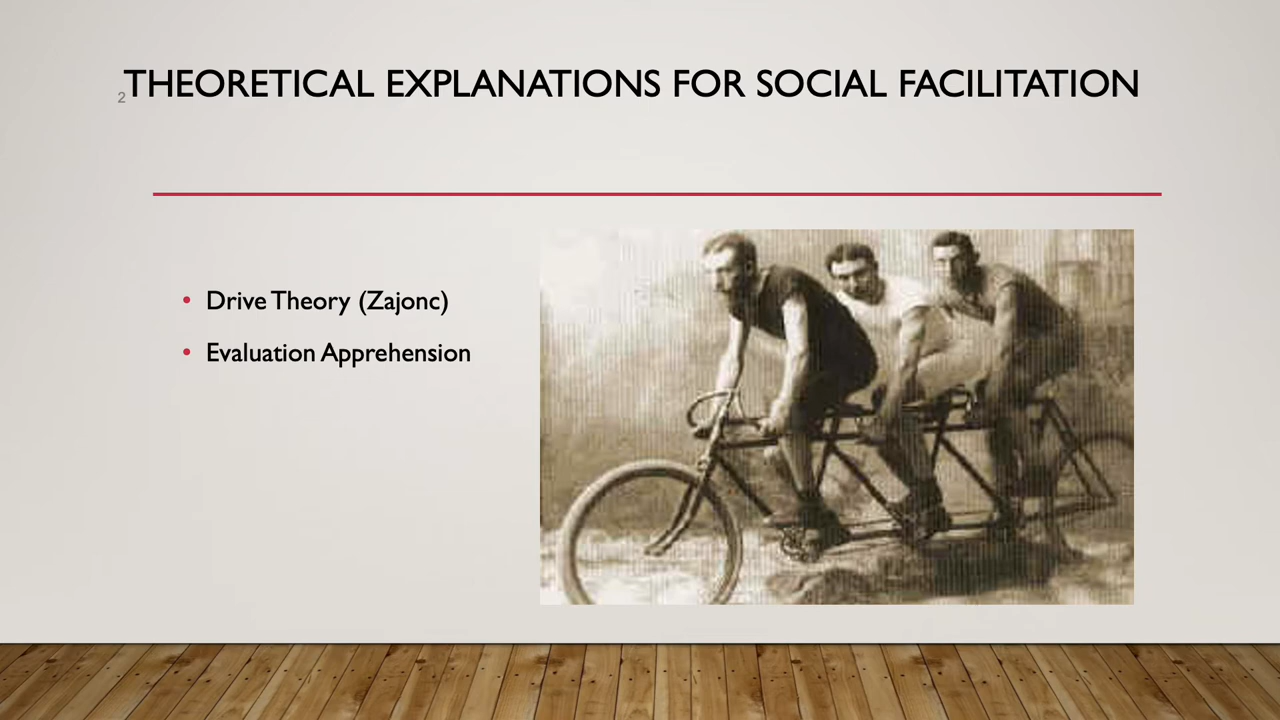 2
THEORETICAL EXPLANATIONS FOR SOCIAL FACILITATION
• Drive Theory (Zajonc)
• Evaluation Apprehension